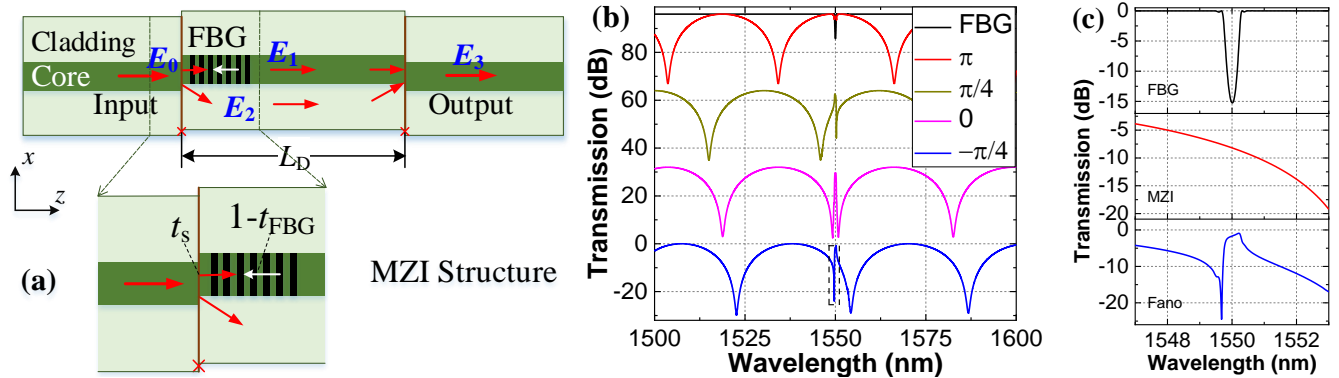 Cladding
FBG
E0
E1
E3
Core
Input
E2
Output
LD
x
z
ts
1-tFBG
(a)
MZI Structure
(b)
FBG
π
π/4
0
−π/4
80
60
40
20
0
-20
Transmission (dB)
1500
1525
1550
1575
1600
Wavelength (nm)
(c)
0
-5
-10
-15
FBG
-5
-10
-15
-20
MZI
0
-10
-20
Fano
Transmission (dB)
1548
1550
1552
Wavelength (nm)